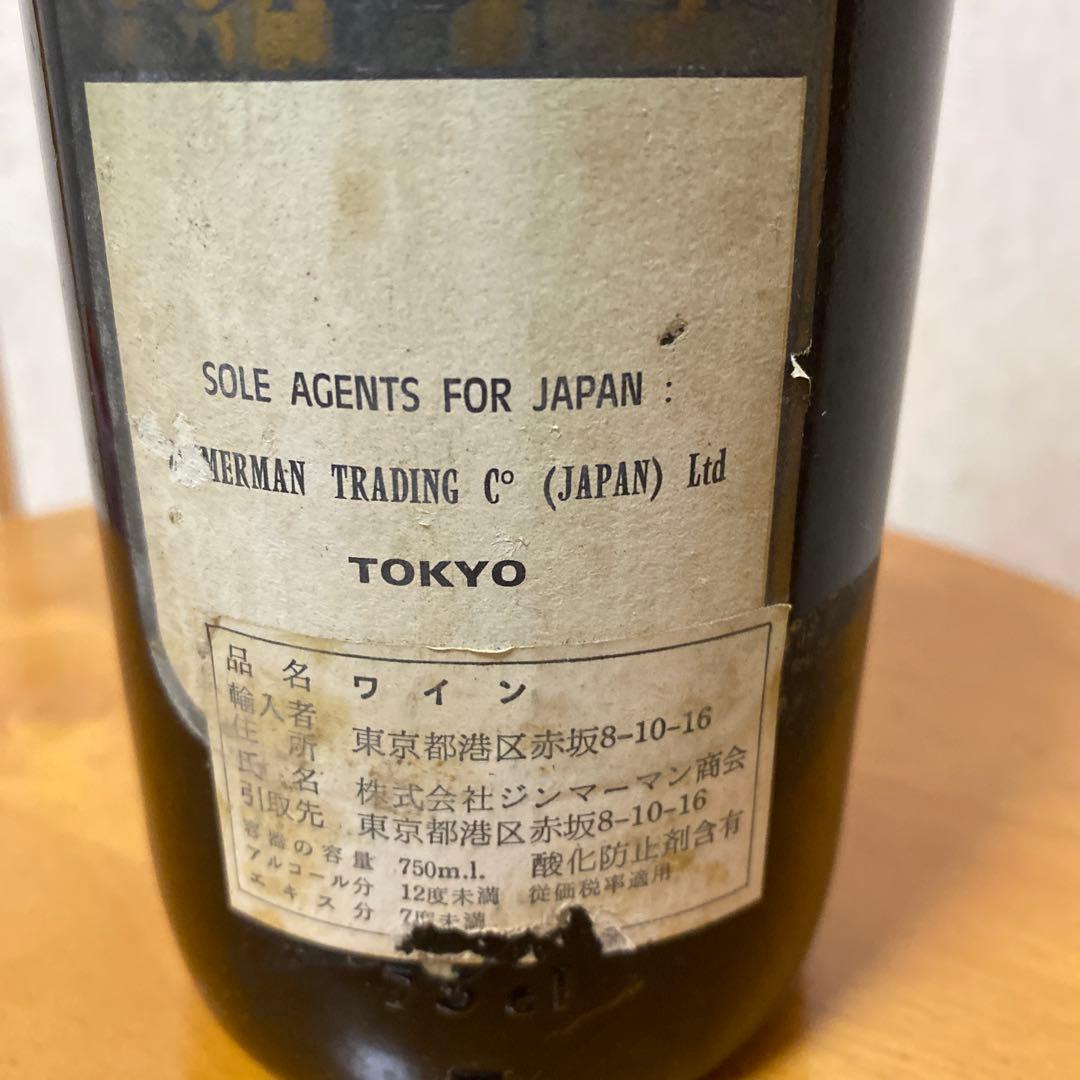 SOLE AGENTS FOR JAPAN :
MERMAN TRADING Cº (JAPAN) Ltd
TOKYO
品名 ワイン
輸入者
住所 東京都港区赤坂8-10-16
氏名 株式会社ジンマーマン商会
引取先 東京都港区赤坂8-10-16
容器の容量 750m.l. 酸化防止剤含有
アルコール分 12度未満 従価税率適用
エキス分 7度未満